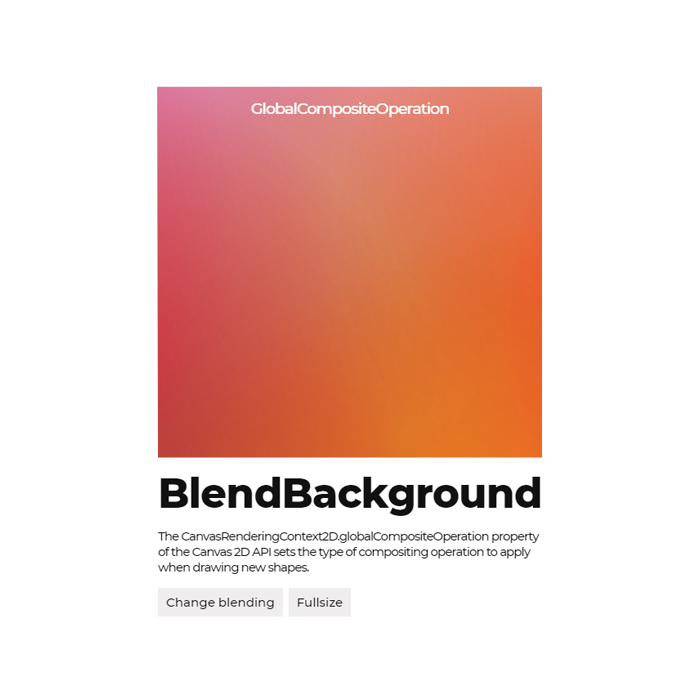 GlobalCompositeOperation
BlendBackground
The CanvasRenderingContext2D.globalCompositeOperation property
of the Canvas 2D API sets the type of compositing operation to apply
when drawing new shapes.
Change blending
Fullsize